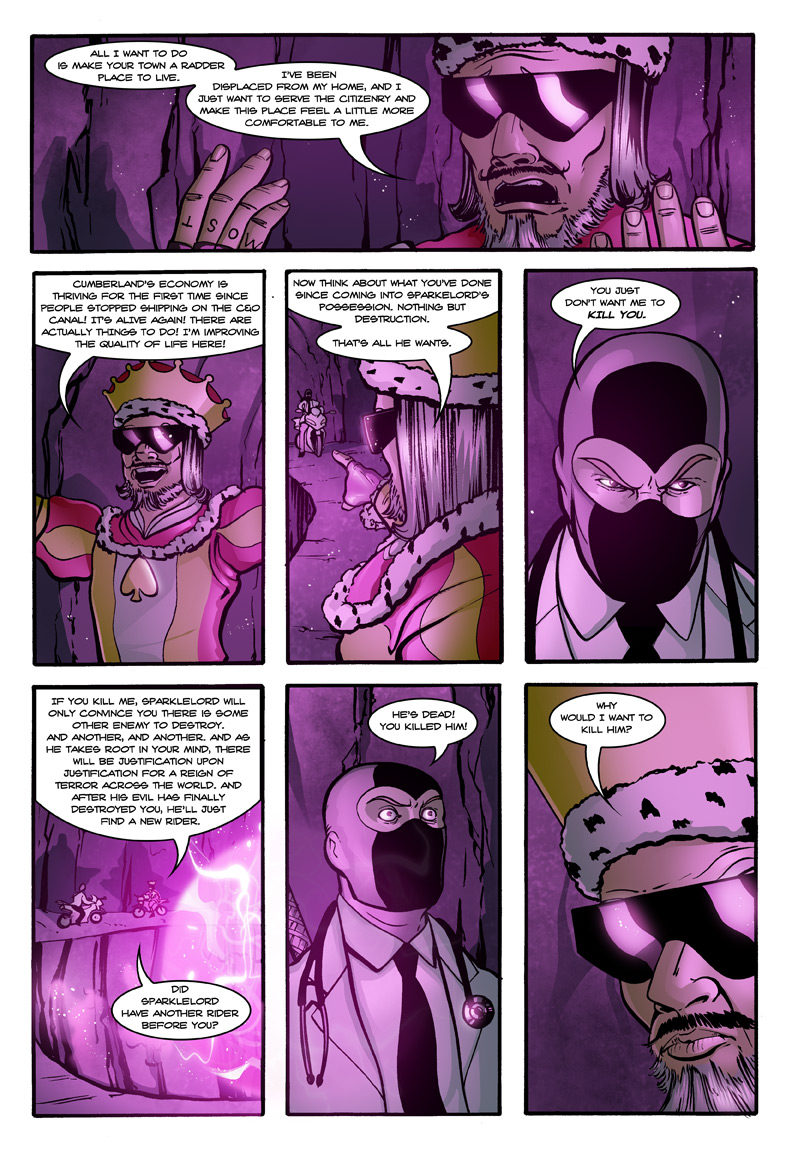 ALL I WANT TO DO
IS MAKE YOUR TOWN A RADDER
PLACE TO LIVE.
I'VE BEEN
DISPLACED FROM MY HOME, AND I
JUST WANT TO SERVE THE CITIZENRY AND
MAKE THIS PLACE FEEL A LITTLE MORE
COMFORTABLE TO ME.
MOST
CUMBERLAND'S ECONOMY IS
THRIVING FOR THE FIRST TIME SINCE
PEOPLE STOPPED SHIPPING ON THE C&O
CANAL! IT'S ALIVE AGAIN! THERE ARE
ACTUALLY THINGS TO DO! I'M IMPROVING
THE QUALITY OF LIFE HERE!
NOW THINK ABOUT WHAT YOU'VE DONE
SINCE COMING INTO SPARKELORD'S
POSSESSION. NOTHING BUT
DESTRUCTION.
THAT'S ALL HE WANTS.
YOU JUST
DON'T WANT ME TO
KILL YOU.
IF YOU KILL ME, SPARKLELORD WILL
ONLY CONVINCE YOU THERE IS SOME
OTHER ENEMY TO DESTROY.
AND ANOTHER, AND ANOTHER. AND AS
HE TAKES ROOT IN YOUR MIND, THERE
WILL BE JUSTIFICATION UPON
JUSTIFICATION FOR A REIGN OF
TERROR ACROSS THE WORLD. AND
AFTER HIS EVIL HAS FINALLY
DESTROYED YOU, HE'LL JUST
FIND A NEW RIDER.
DID
SPARKLELORD
HAVE ANOTHER RIDER
BEFORE YOU?
HE'S DEAD!
YOU KILLED HIM!
WHY
WOULD I WANT TO
KILL HIM?